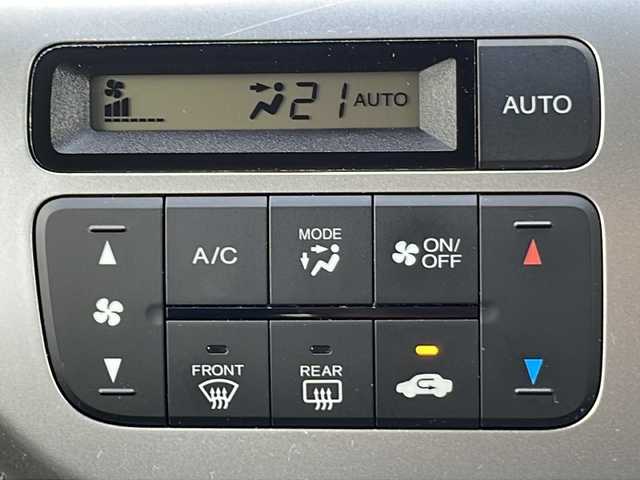 21 AUTO
AUTO
A/C
MODE
ON/
OFF
FRONT
REAR